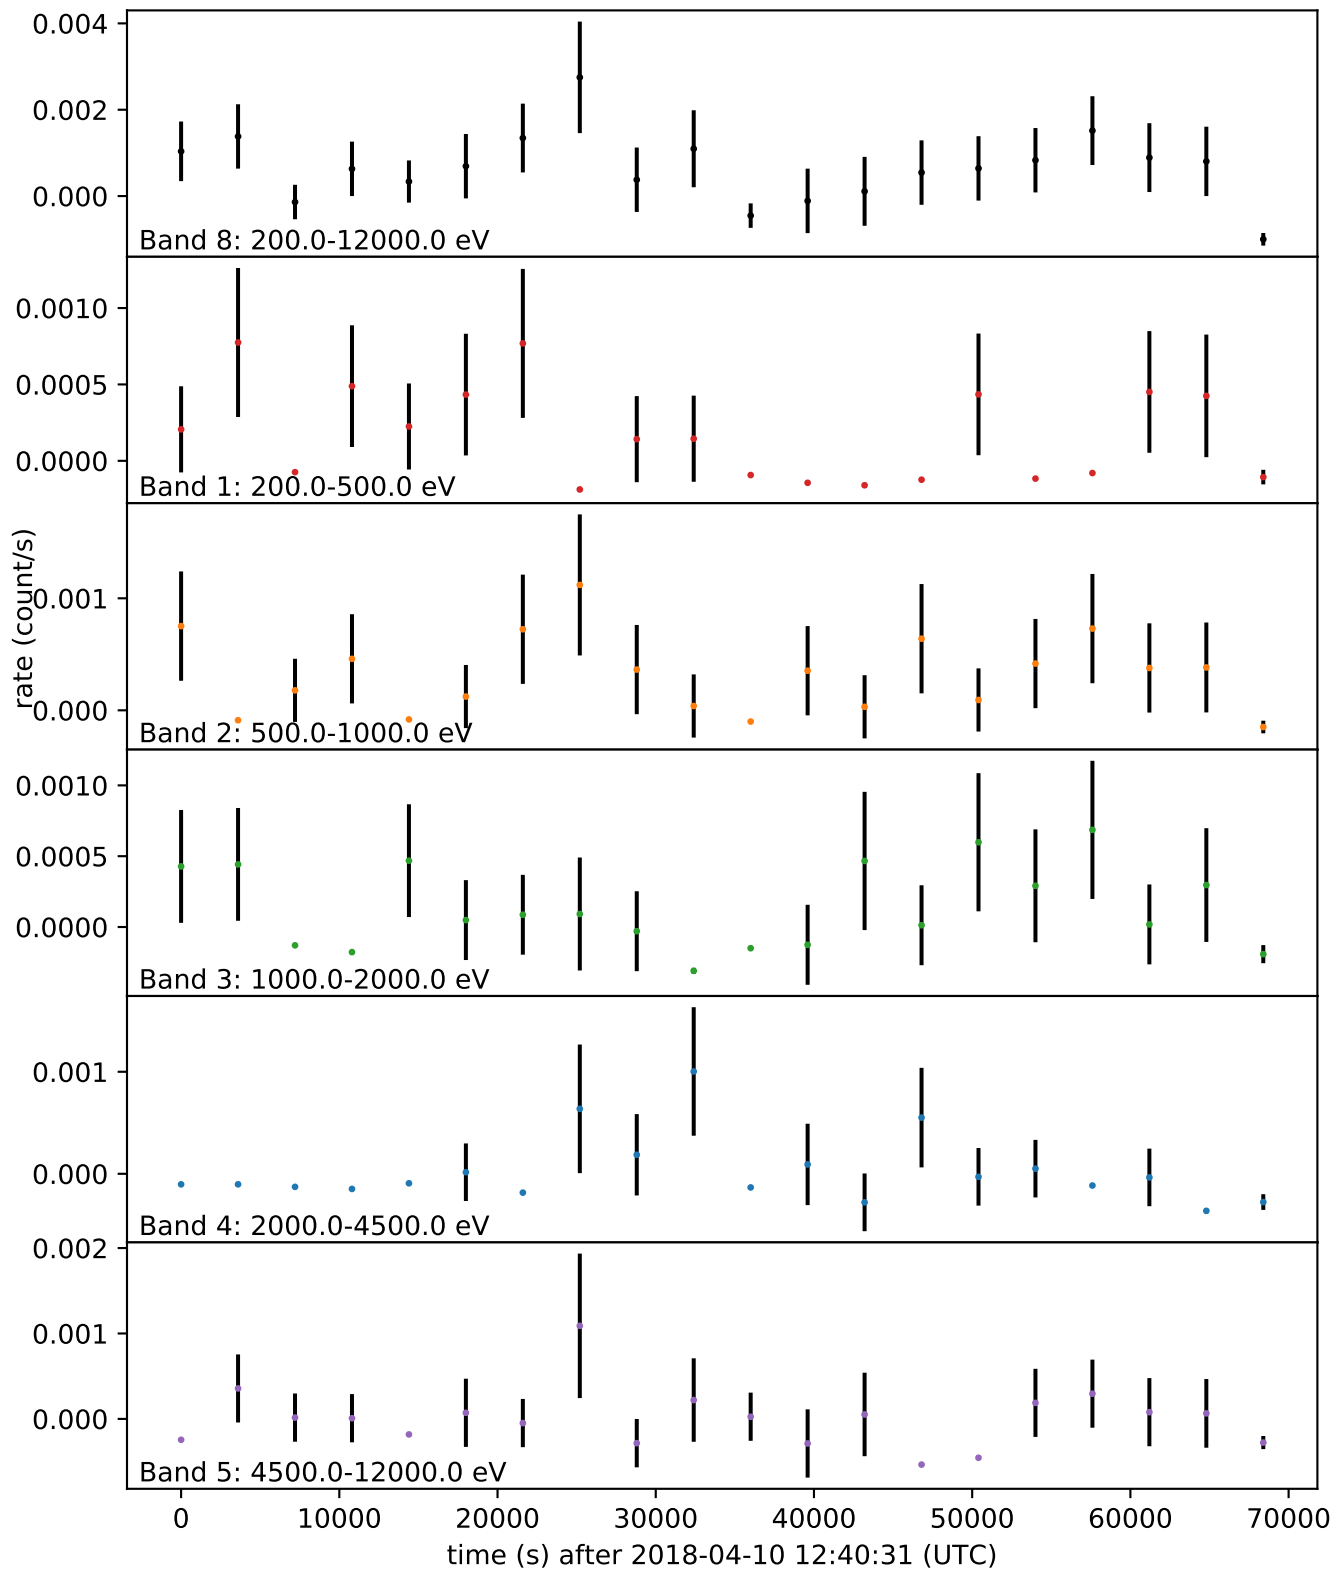 0.004
0.002
0.000
Band 8: 200.0-12000.0 eV
0.0010
0.0005
0.0000
Band 1: 200.0-500.0 eV
rate (count/s)
0.001
0.000
Band 2: 500.0-1000.0 eV
0.0010
0.0005
0.0000
Band 3: 1000.0-2000.0 eV
0.001
0.000
Band 4: 2000.0-4500.0 eV
0.002
0.001
0.000
Band 5: 4500.0-12000.0 eV
0 10000 20000 30000 40000 50000 60000 70000
time (s) after 2018-04-10 12:40:31 (UTC)